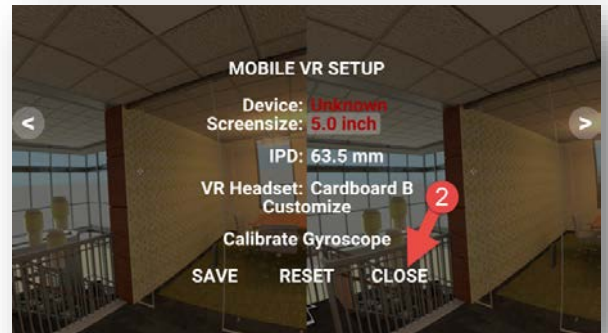 MOBILE VR SETUP
Device: Unknown
Screensize: 5.0 inch
< >
IPD: 63.5 mm
VR Headset: Cardboard B
Customize
2
Calibrate Gyroscope
SAVE RESET CLOSE